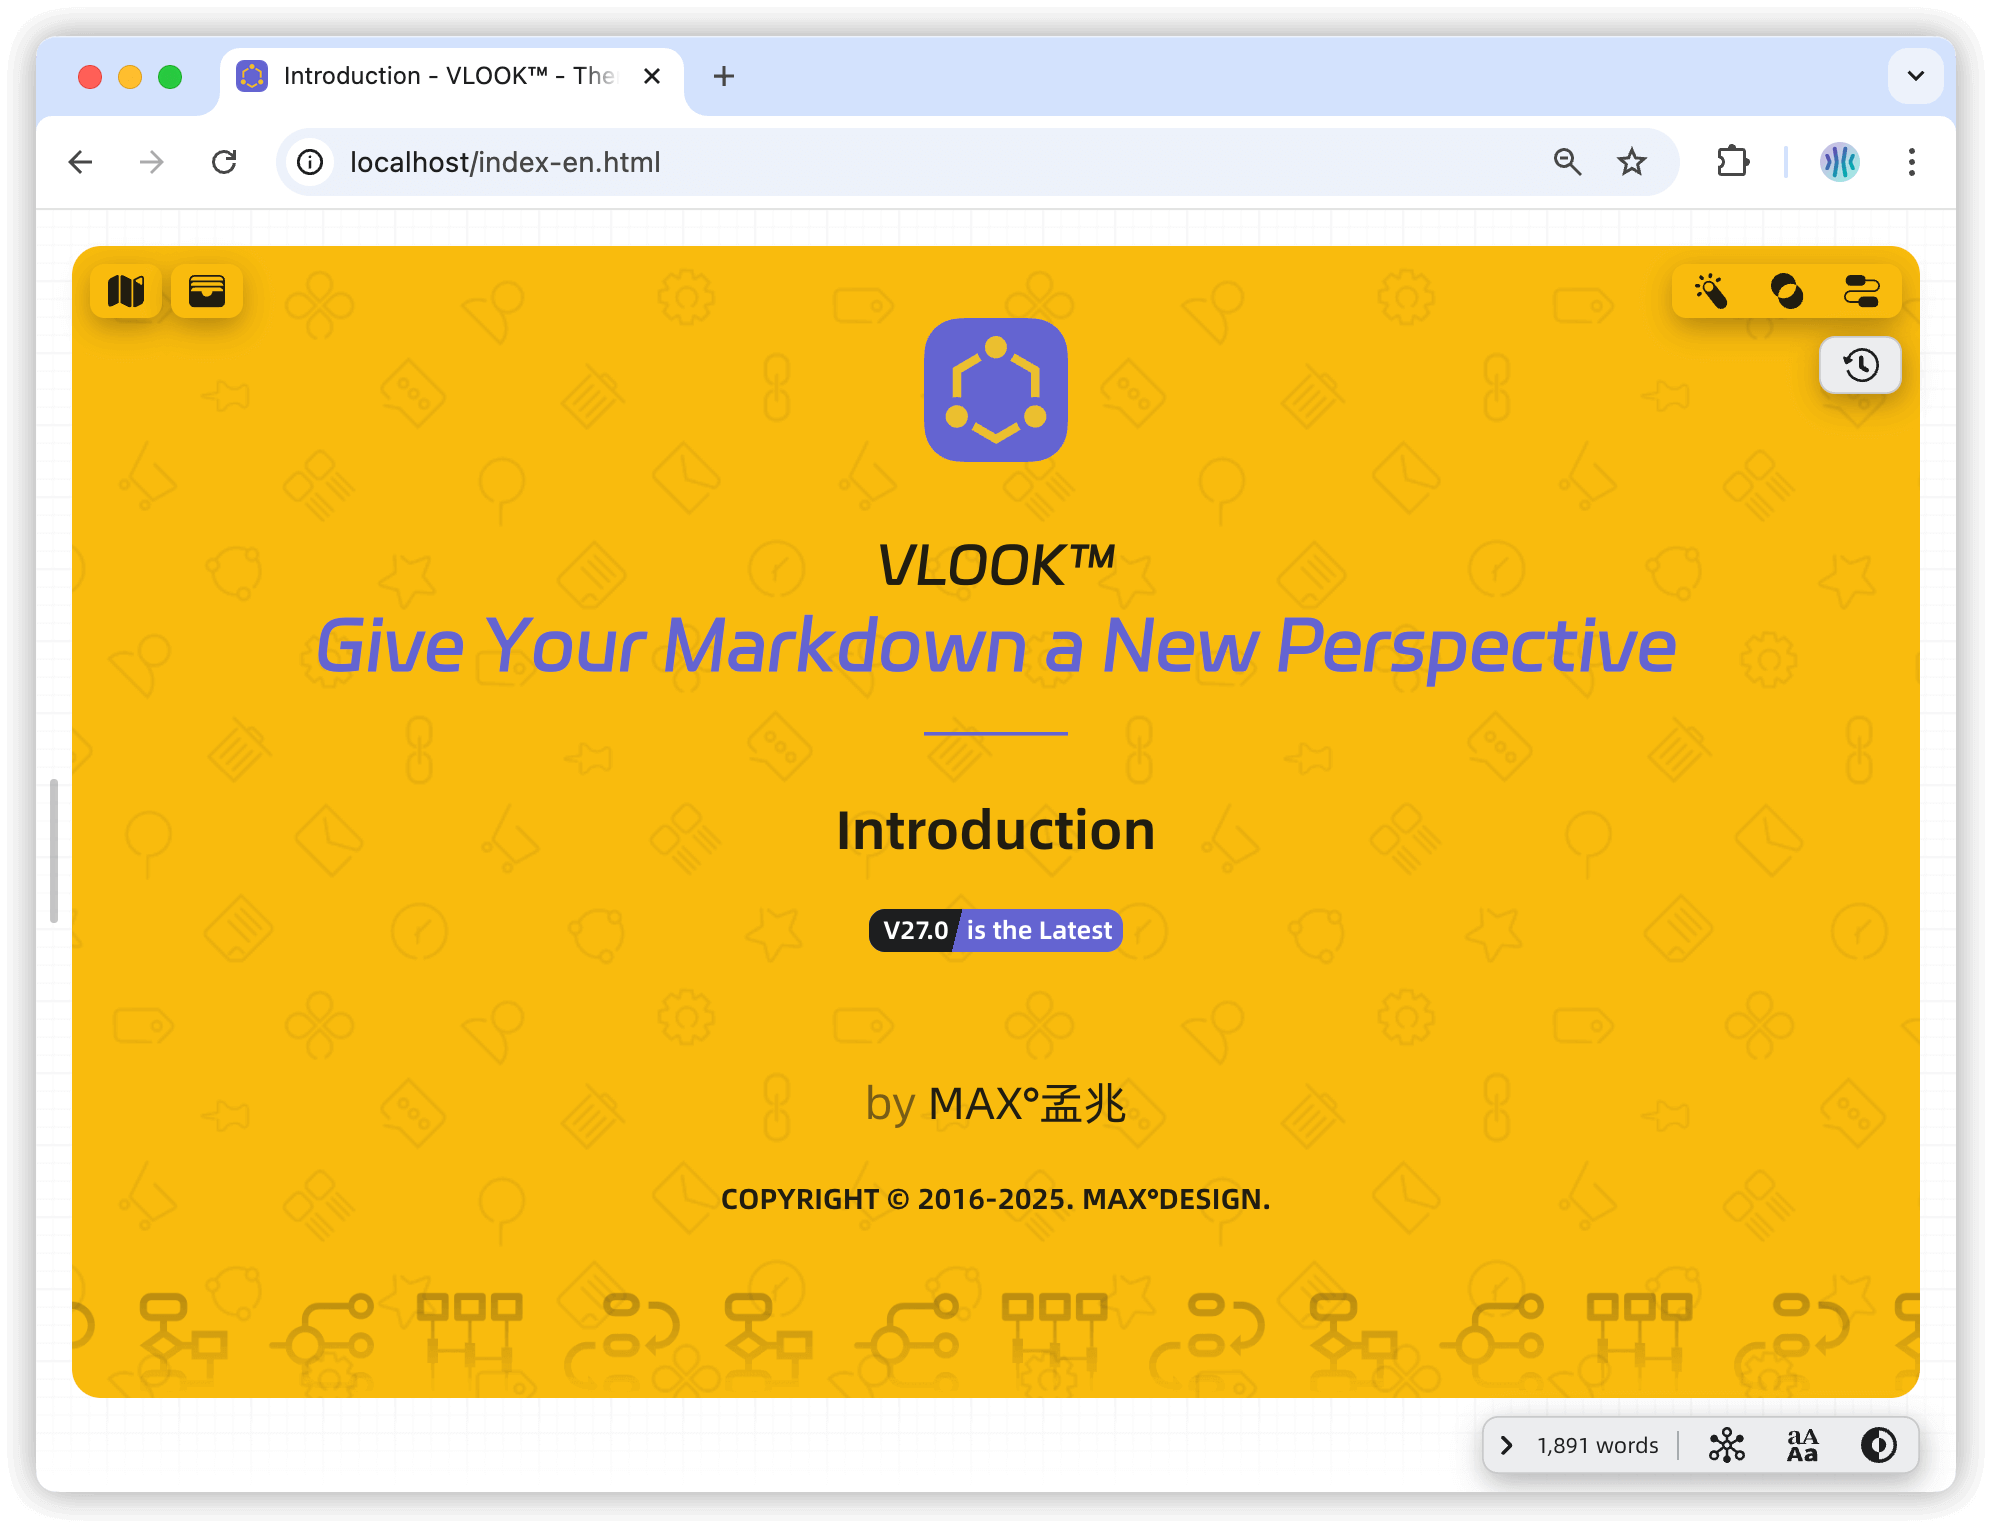 Introduction - VLOOK™ - The
localhost/index-en.html
VLOOK™
Give Your Markdown a New Perspective
Introduction
V27.0 is the Latest
by MAX°孟兆
COPYRIGHT © 2016-2025. MAX°DESIGN.
1,891 words
aA
Aa